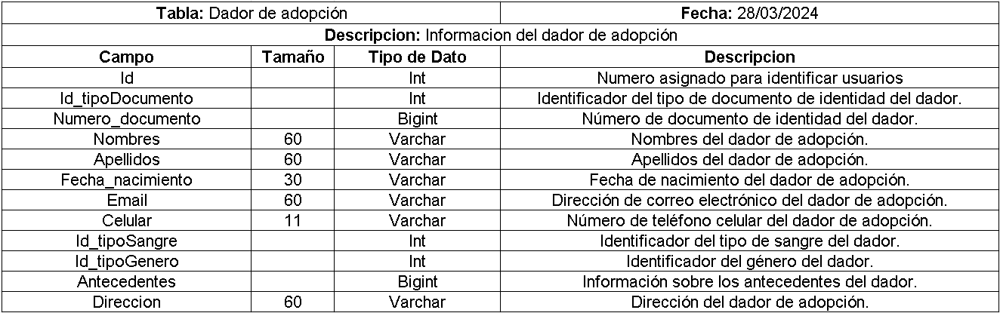 Tabla: Dador de adopción Fecha: 28/03/2024
Descripcion: Informacion del dador de adopción
Campo Tamaño Tipo de Dato Descripcion
Id Int Numero asignado para identificar usuarios
Id_tipoDocumento Int Identificador del tipo de documento de identidad del dador.
Numero_documento Bigint Número de documento de identidad del dador.
Nombres 60 Varchar Nombres del dador de adopción.
Apellidos 60 Varchar Apellidos del dador de adopción.
Fecha_nacimiento 30 Varchar Fecha de nacimiento del dador de adopción.
Email 60 Varchar Dirección de correo electrónico del dador de adopción.
Celular 11 Varchar Número de teléfono celular del dador de adopción.
Id_tipoSangre Int Identificador del tipo de sangre del dador.
Id_tipoGenero Int Identificador del género del dador.
Antecedentes Bigint Información sobre los antecedentes del dador.
Direccion 60 Varchar Dirección del dador de adopción.